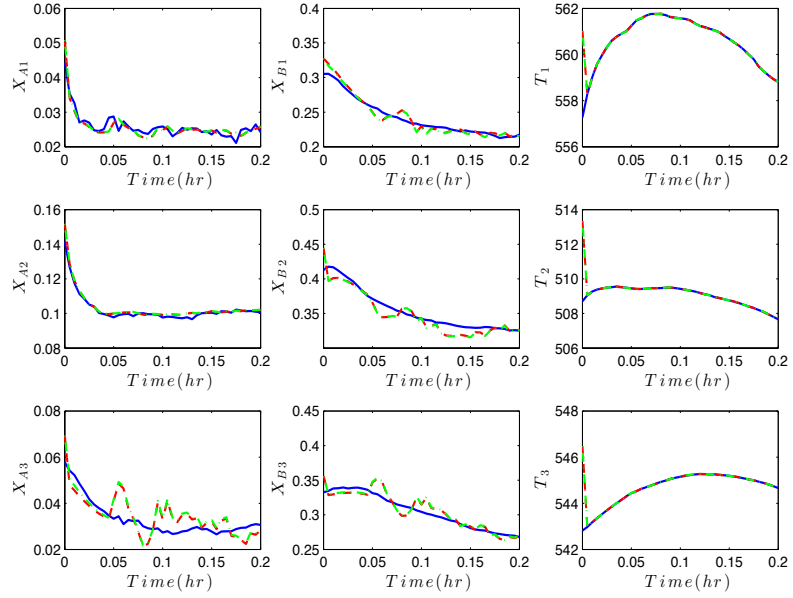 0.06 0.05 0.04 0.03 0.02
X_{A1}
0 0.05 0.1 0.15 0.2
Time(hr)
0.4 0.35 0.3 0.25 0.2
X_{B1}
0 0.05 0.1 0.15 0.2
Time(hr)
562 560 558 556
T_1
0 0.05 0.1 0.15 0.2
Time(hr)
0.16 0.14 0.12 0.1 0.08
X_{A2}
0 0.05 0.1 0.15 0.2
Time(hr)
0.5 0.45 0.4 0.35
X_{B2}
0 0.05 0.1 0.15 0.2
Time(hr)
514 512 510 508 506
T_2
0 0.05 0.1 0.15 0.2
Time(hr)
0.08 0.06 0.04 0.02
X_{A3}
0 0.05 0.1 0.15 0.2
Time(hr)
0.45 0.4 0.35 0.3 0.25
X_{B3}
0 0.05 0.1 0.15 0.2
Time(hr)
548 546 544 542
T_3
0 0.05 0.1 0.15 0.2
Time(hr)